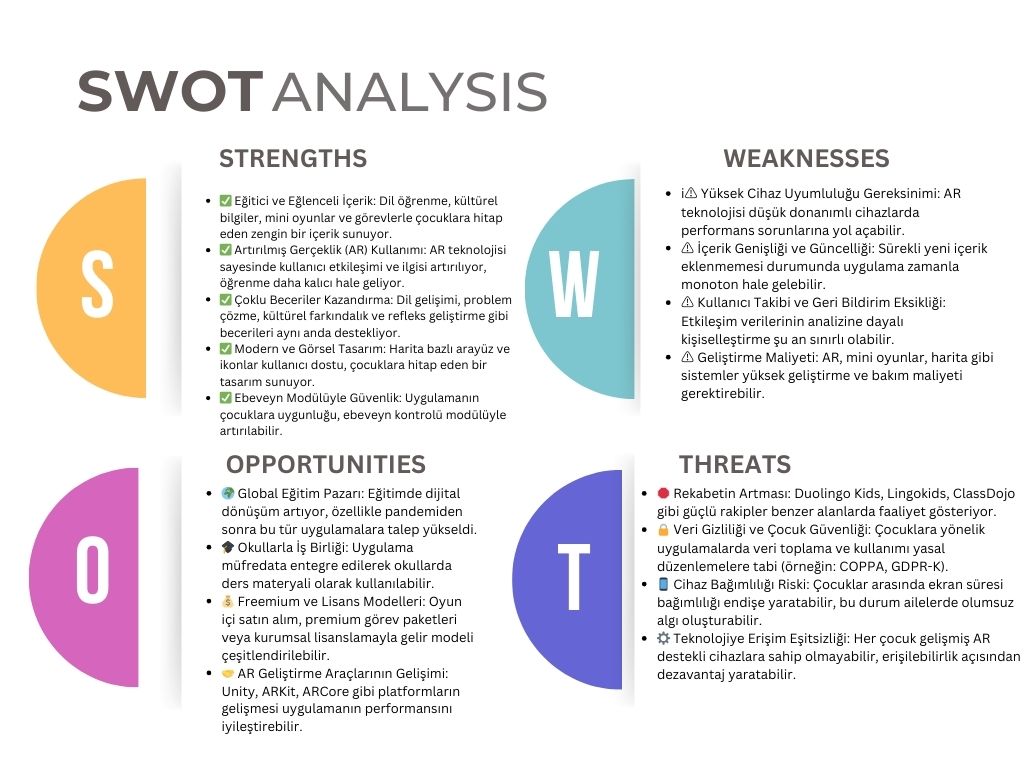 SWOT ANALYSIS
STRENGTHS
S
• ✅ Eğitici ve Eğlenceli İçerik: Dil öğrenme, kültürel
bilgiler, mini oyunlar ve görevlerle çocuklara hitap
eden zengin bir içerik sunuyor.
• ✅ Artırılmış Gerçeklik (AR) Kullanımı: AR teknolojisi
sayesinde kullanıcı etkileşimi ve ilgisi artırılıyor,
öğrenme daha kalıcı hale geliyor.
• ✅ Çoklu Beceriler Kazandırma: Dil gelişimi, problem
çözme, kültürel farkındalık ve refleks geliştirme gibi
becerileri aynı anda destekliyor.
• ✅ Modern ve Görsel Tasarım: Harita bazlı arayüz ve
ikonlar kullanıcı dostu, çocuklara hitap eden bir
tasarım sunuyor.
• ✅ Ebeveyn Modülüyle Güvenlik: Uygulamanın
çocuklara uygunluğu, ebeveyn kontrolü modülüyle
artırılabilir.
WEAKNESSES
W
• i⚠ Yüksek Cihaz Uyumluluğu Gereksinimi: AR
teknolojisi düşük donanımlı cihazlarda
performans sorunlarına yol açabilir.
• ⚠ İçerik Genişliği ve Güncelliği: Sürekli yeni içerik
eklenmemesi durumunda uygulama zamanla
monoton hale gelebilir.
• ⚠ Kullanıcı Takibi ve Geri Bildirim Eksikliği:
Etkileşim verilerinin analizine dayalı
kişiselleştirme şu an sınırlı olabilir.
• ⚠ Geliştirme Maliyeti: AR, mini oyunlar, harita gibi
sistemler yüksek geliştirme ve bakım maliyeti
gerektirebilir.
OPPORTUNITIES
O
• 🌍 Global Eğitim Pazarı: Eğitimde dijital
dönüşüm artıyor, özellikle pandemiden
sonra bu tür uygulamalara talep yükseldi.
• 🎓 Okullarla İş Birliği: Uygulama
müfredata entegre edilerek okullarda
ders materyali olarak kullanılabilir.
• 💰 Freemium ve Lisans Modelleri: Oyun
içi satın alım, premium görev paketleri
veya kurumsal lisanslamayla gelir modeli
çeşitlendirilebilir.
• 🤝 AR Geliştirme Araçlarının Gelişimi:
Unity, ARKit, ARCore gibi platformların
gelişmesi uygulamanın performansını
iyileştirebilir.
THREATS
T
• 🛑 Rekabetin Artması: Duolingo Kids, Lingokids, ClassDojo
gibi güçlü rakipler benzer alanlarda faaliyet gösteriyor.
• 🔒 Veri Gizliliği ve Çocuk Güvenliği: Çocuklara yönelik
uygulamalarda veri toplama ve kullanımı yasal
düzenlemelere tabi (örneğin: COPPA, GDPR-K).
• 📱 Cihaz Bağımlılığı Riski: Çocuklar arasında ekran süresi
bağımlılığı endişe yaratabilir, bu durum ailelerde olumsuz
algı oluşturabilir.
• ⚙ Teknolojiye Erişim Eşitsizliği: Her çocuk gelişmiş AR
destekli cihazlara sahip olmayabilir, erişilebilirlik açısından
dezavantaj yaratabilir.